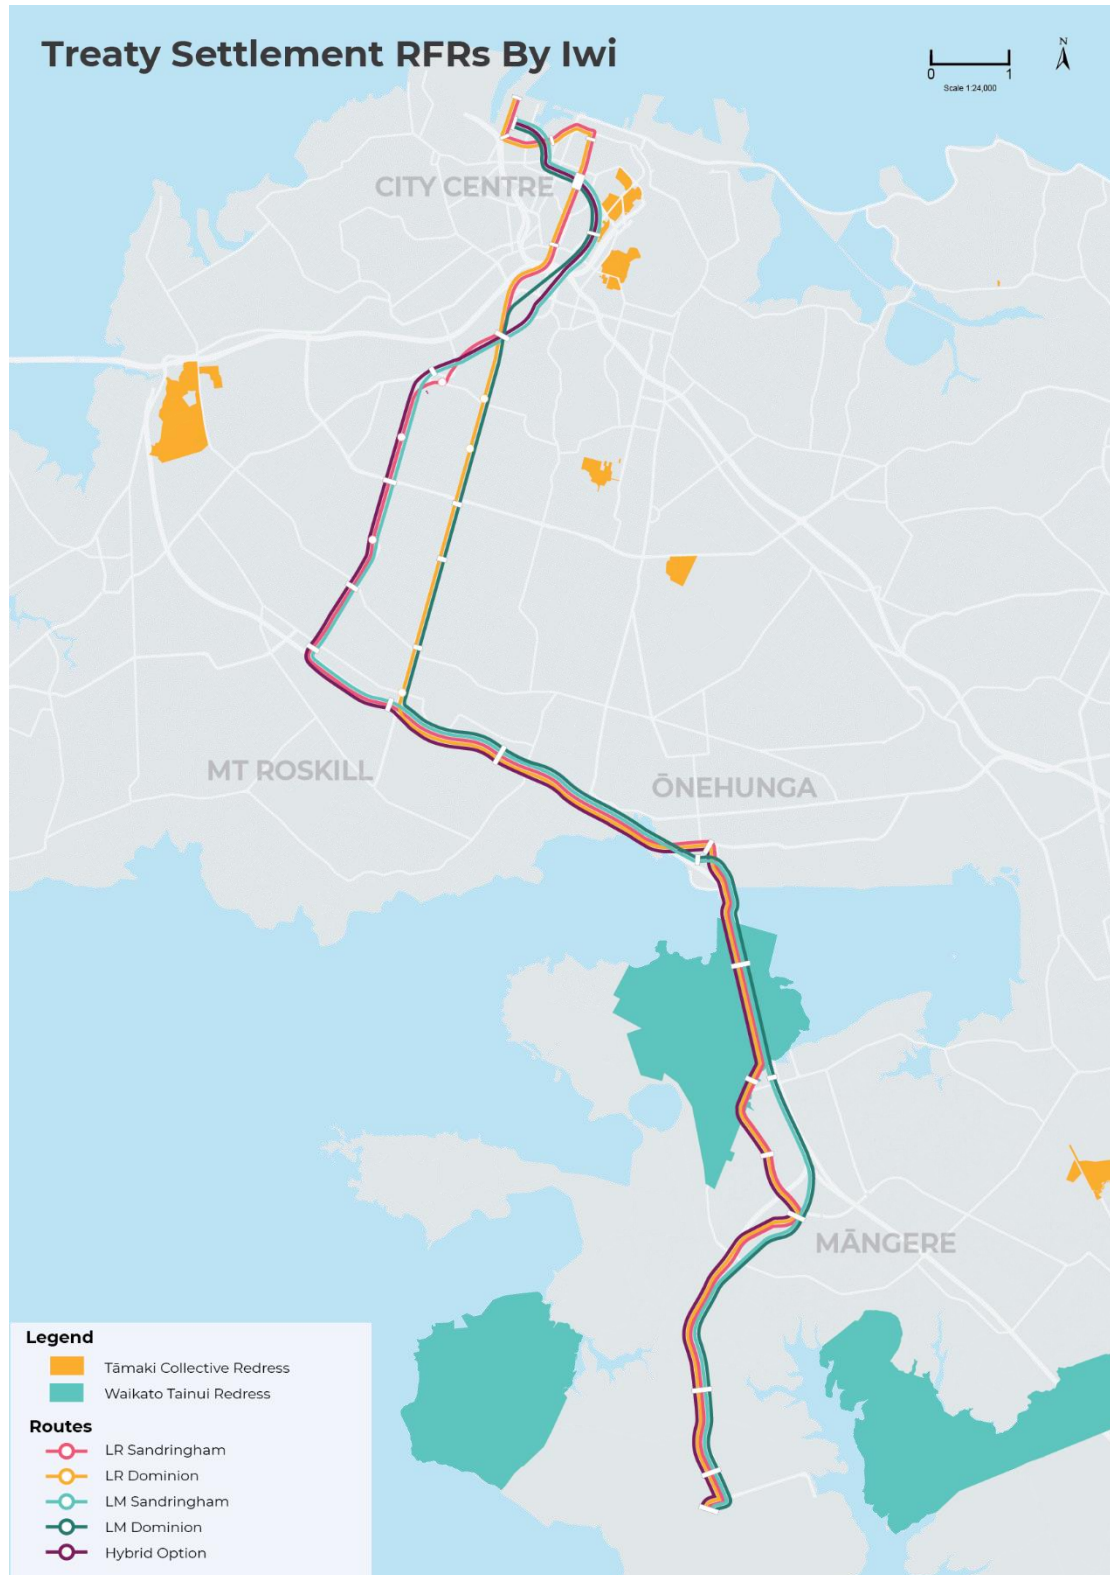 Treaty Settlement RFRs By Iwi
N
0 1
Scale 1:24,000
CITY CENTRE
MT ROSKILL
ŌNEHUNGA
MĀNGERE
Legend
Tāmaki Collective Redress
Waikato Tainui Redress
Routes
LR Sandringham
LR Dominion
LM Sandringham
LM Dominion
Hybrid Option